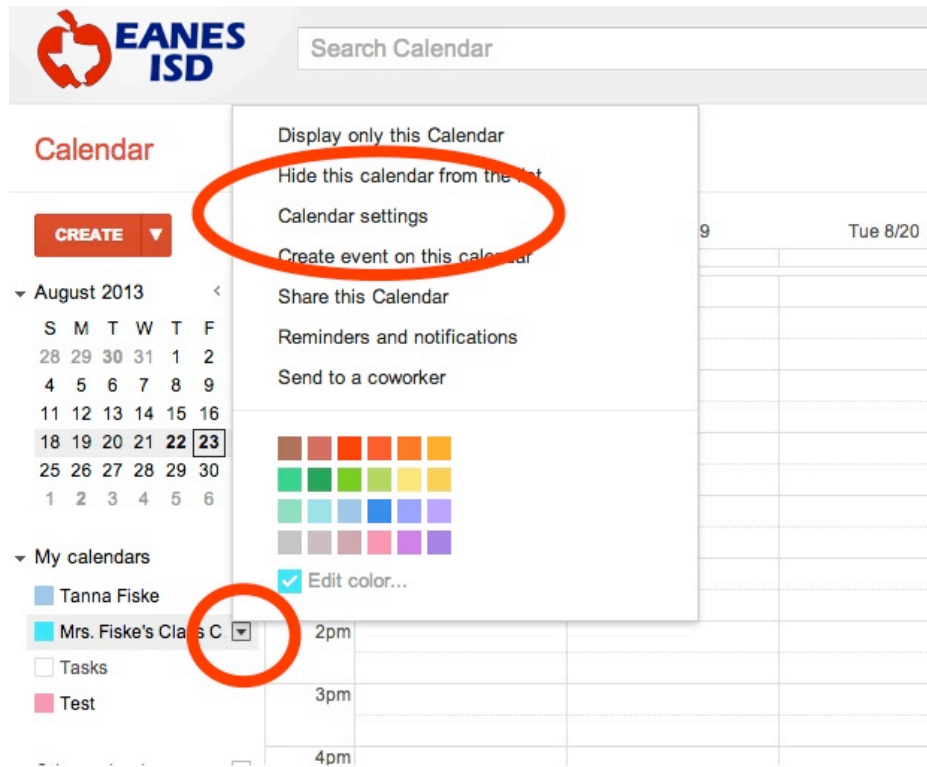 EANES
ISD
Search Calendar
Calendar
Display only this Calendar
Hide this calendar from the list
Calendar settings
Create event on this calendar
Share this Calendar
Reminders and notifications
Send to a coworker
Edit color...
CREATE
9 Tue 8/20
August 2013 <
S M T W T F
28 29 30 31 1 2
4 5 6 7 8 9
11 12 13 14 15 16
18 19 20 21 22 23
25 26 27 28 29 30
1 2 3 4 5 6
My calendars
Tanna Fiske
Mrs. Fiske's Class C
Tasks
Test
2pm
3pm
4pm